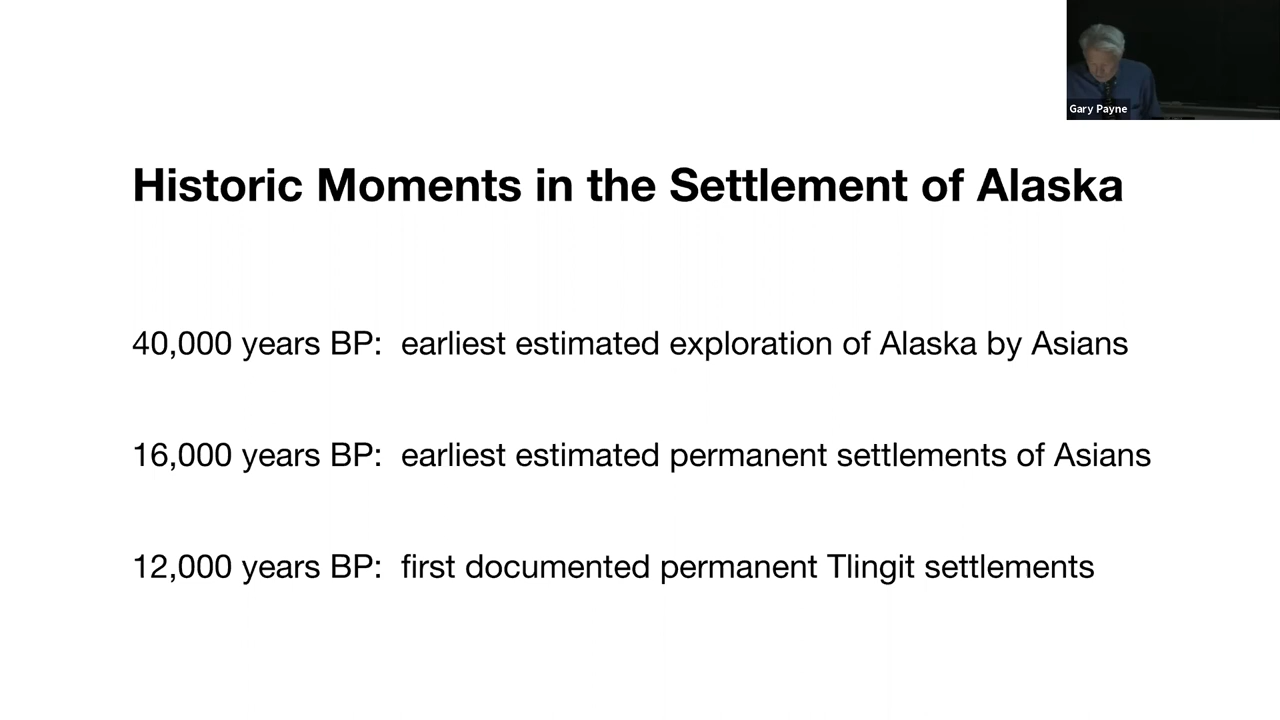 Gary Payne
Historic Moments in the Settlement of Alaska
40,000 years BP: earliest estimated exploration of Alaska by Asians
16,000 years BP: earliest estimated permanent settlements of Asians
12,000 years BP: first documented permanent Tlingit settlements